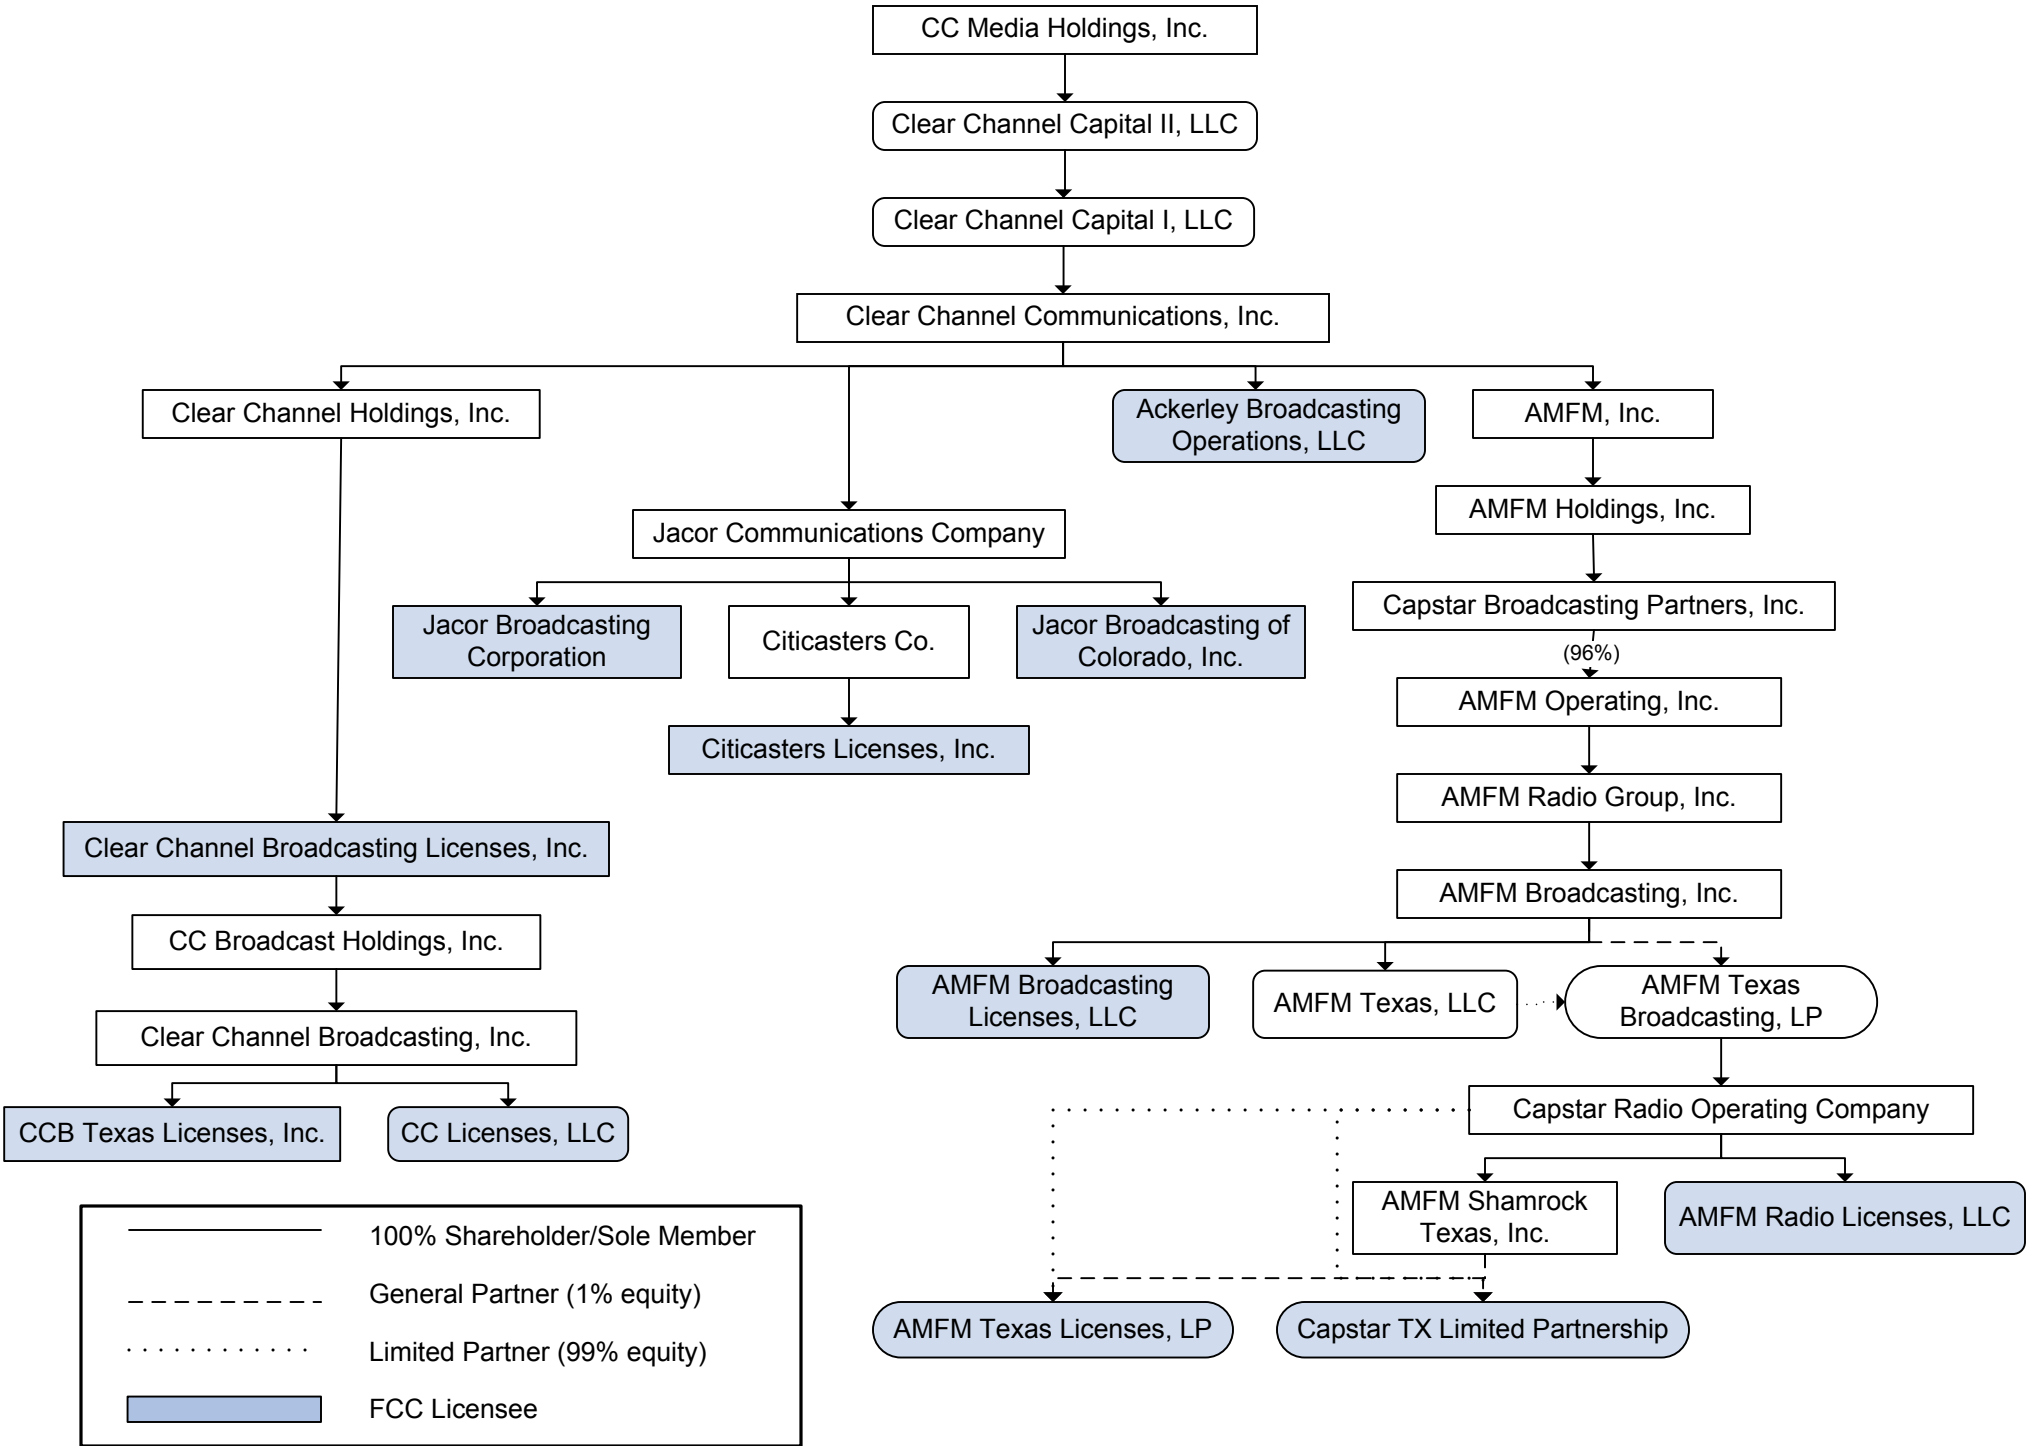 CC Media Holdings, Inc.
Clear Channel Capital II, LLC
Clear Channel Capital I, LLC
Clear Channel Communications, Inc.
Clear Channel Holdings, Inc.
Ackerley Broadcasting
Operations, LLC
AMFM, Inc.
AMFM Holdings, Inc.
Jacor Communications Company
Capstar Broadcasting Partners, Inc.
(96%)
Jacor Broadcasting
Corporation
Citicasters Co.
Jacor Broadcasting of
Colorado, Inc.
AMFM Operating, Inc.
Citicasters Licenses, Inc.
AMFM Radio Group, Inc.
Clear Channel Broadcasting Licenses, Inc.
AMFM Broadcasting, Inc.
CC Broadcast Holdings, Inc.
AMFM Broadcasting
Licenses, LLC
AMFM Texas, LLC
AMFM Texas
Broadcasting, LP
Clear Channel Broadcasting, Inc.
Capstar Radio Operating Company
CCB Texas Licenses, Inc.
CC Licenses, LLC
AMFM Shamrock
Texas, Inc.
AMFM Radio Licenses, LLC
AMFM Texas Licenses, LP
Capstar TX Limited Partnership
100% Shareholder/Sole Member
General Partner (1% equity)
Limited Partner (99% equity)
FCC Licensee